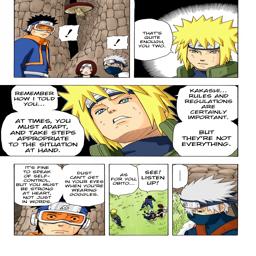 THAT'S
QUITE
ENOUGH,
YOU TWO.
!
!
KAKASHI...
RULES AND
REGULATIONS
ARE
CERTAINLY
IMPORTANT.
BUT
THEY'RE NOT
EVERYTHING.
REMEMBER
HOW I TOLD
YOU...
AT TIMES, YOU
MUST ADAPT,
AND TAKE STEPS
APPROPRIATE
TO THE SITUATION
AT HAND.
SEE!
LISTEN
UP!
AS
FOR YOU,
OBITO...
DUST
CAN'T GET
IN YOUR EYES
WHEN YOU'RE
WEARING
GOGGLES.
IT'S FINE
TO SPEAK
OF SELF-
CONTROL,
BUT YOU MUST
BE STRONG
AT HEART,
NOT JUST
IN WORDS.